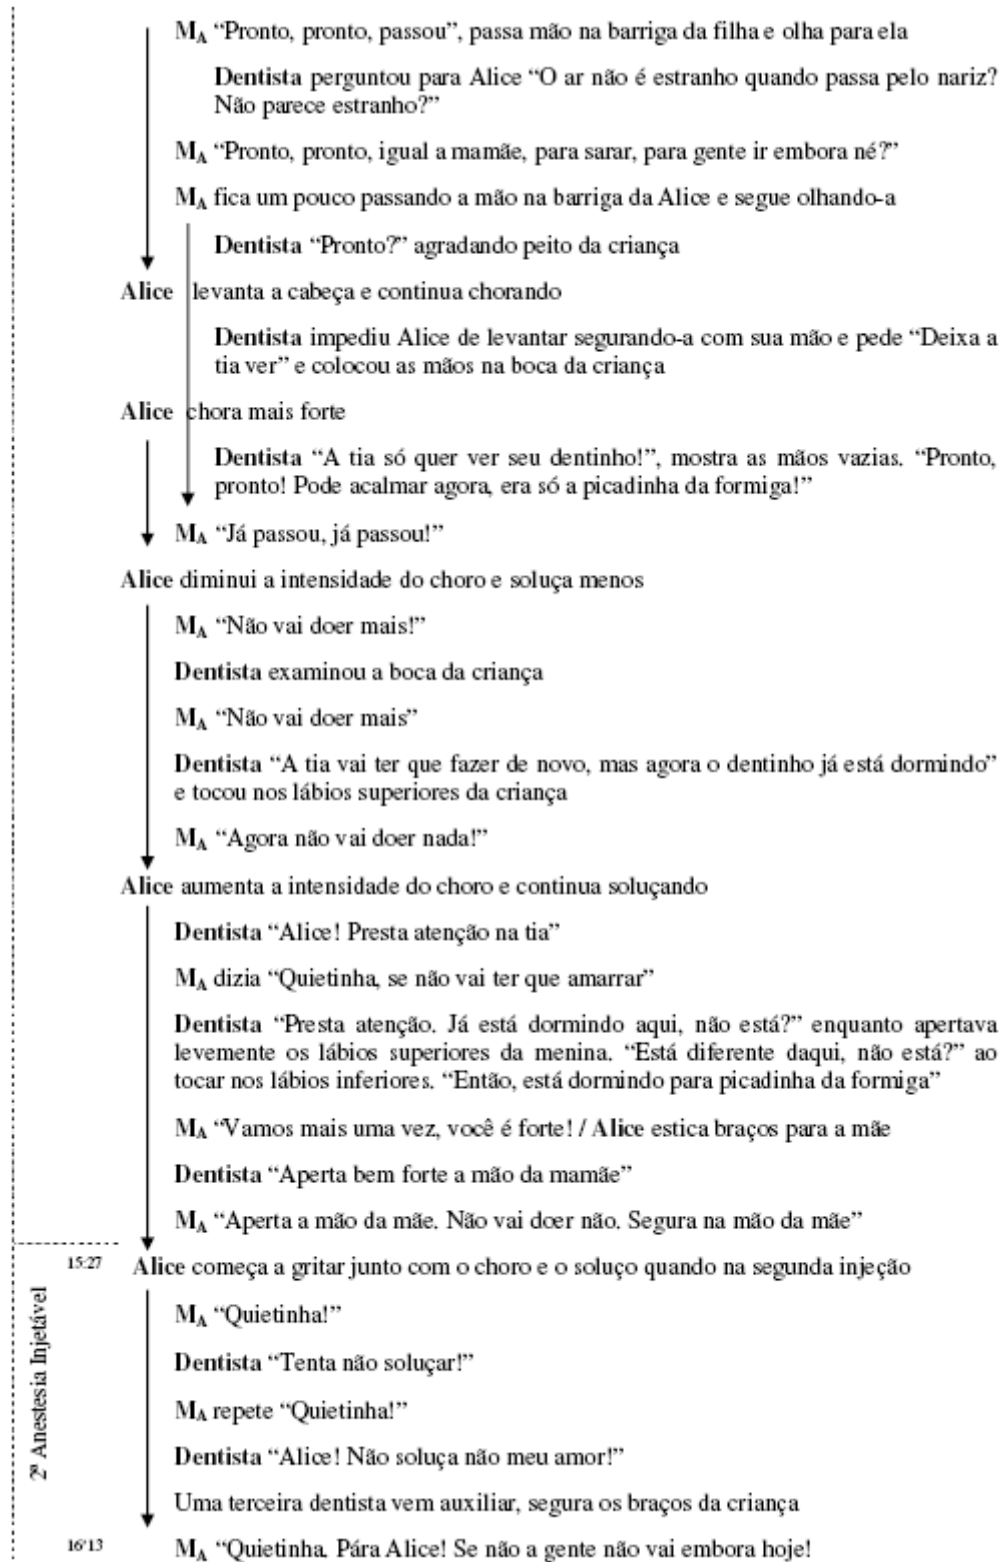 M_A “Pronto, pronto, passou”, passa mão na barriga da filha e olha para ela
Dentista perguntou para Alice “O ar não é estranho quando passa pelo nariz?
Não parece estranho?”
M_A “Pronto, pronto, igual a mamãe, para sarar, para gente ir embora né?”
M_A fica um pouco passando a mão na barriga da Alice e segue olhando-a
Dentista “Pronto?” agradando peito da criança
Alice levanta a cabeça e continua chorando
Dentista impediu Alice de levantar segurando-a com sua mão e pede “Deixa a
tia ver” e colocou as mãos na boca da criança
Alice chora mais forte
Dentista “A tia só quer ver seu dentinho!”, mostra as mãos vazias. “Pronto,
pronto! Pode acalmar agora, era só a picadinha da formiga!”
M_A “Já passou, já passou!”
Alice diminui a intensidade do choro e soluça menos
M_A “Não vai doer mais!”
Dentista examinou a boca da criança
M_A “Não vai doer mais”
Dentista “A tia vai ter que fazer de novo, mas agora o dentinho já está dormindo”
e tocou nos lábios superiores da criança
M_A “Agora não vai doer nada!”
Alice aumenta a intensidade do choro e continua soluçando
Dentista “Alice! Presta atenção na tia”
M_A dizia “Quietinha, se não vai ter que amarrar”
Dentista “Presta atenção. Já está dormindo aqui, não está?” enquanto apertava
levemente os lábios superiores da menina. “Está diferente daqui, não está?” ao
tocar nos lábios inferiores. “Então, está dormindo para picadinha da formiga”
M_A “Vamos mais uma vez, você é forte! / Alice estica braços para a mãe
Dentista “Aperta bem forte a mão da mamãe”
M_A “Aperta a mão da mãe. Não vai doer não. Segura na mão da mãe”
15:27 Alice começa a gritar junto com o choro e o soluço quando na segunda injeção
2ª Anestesia Injetável
M_A “Quietinha!”
Dentista “Tenta não soluçar!”
M_A repete “Quietinha!”
Dentista “Alice! Não soluça não meu amor!”
Uma terceira dentista vem auxiliar, segura os braços da criança
16'13 M_A “Quietinha. Pára Alice! Se não a gente não vai embora hoje!